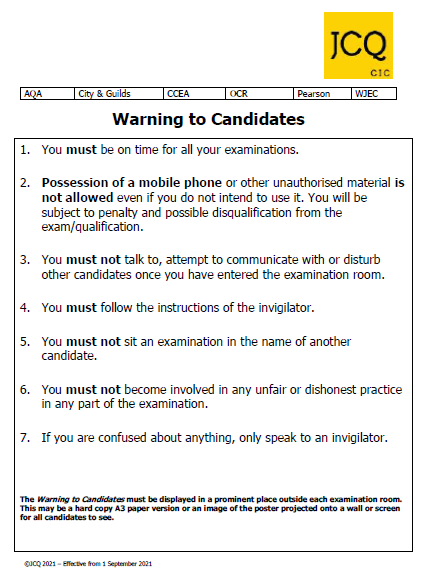 JCQ
CIC
AQA City & Guilds CCEA OCR Pearson WJEC
Warning to Candidates
1. You must be on time for all your examinations.
2. Possession of a mobile phone or other unauthorised material is
not allowed even if you do not intend to use it. You will be
subject to penalty and possible disqualification from the
exam/qualification.
3. You must not talk to, attempt to communicate with or disturb
other candidates once you have entered the examination room.
4. You must follow the instructions of the invigilator.
5. You must not sit an examination in the name of another
candidate.
6. You must not become involved in any unfair or dishonest practice
in any part of the examination.
7. If you are confused about anything, only speak to an invigilator.
The Warning to Candidates must be displayed in a prominent place outside each examination room.
This may be a hard copy A3 paper version or an image of the poster projected onto a wall or screen
for all candidates to see.
©JCQ 2021 – Effective from 1 September 2021